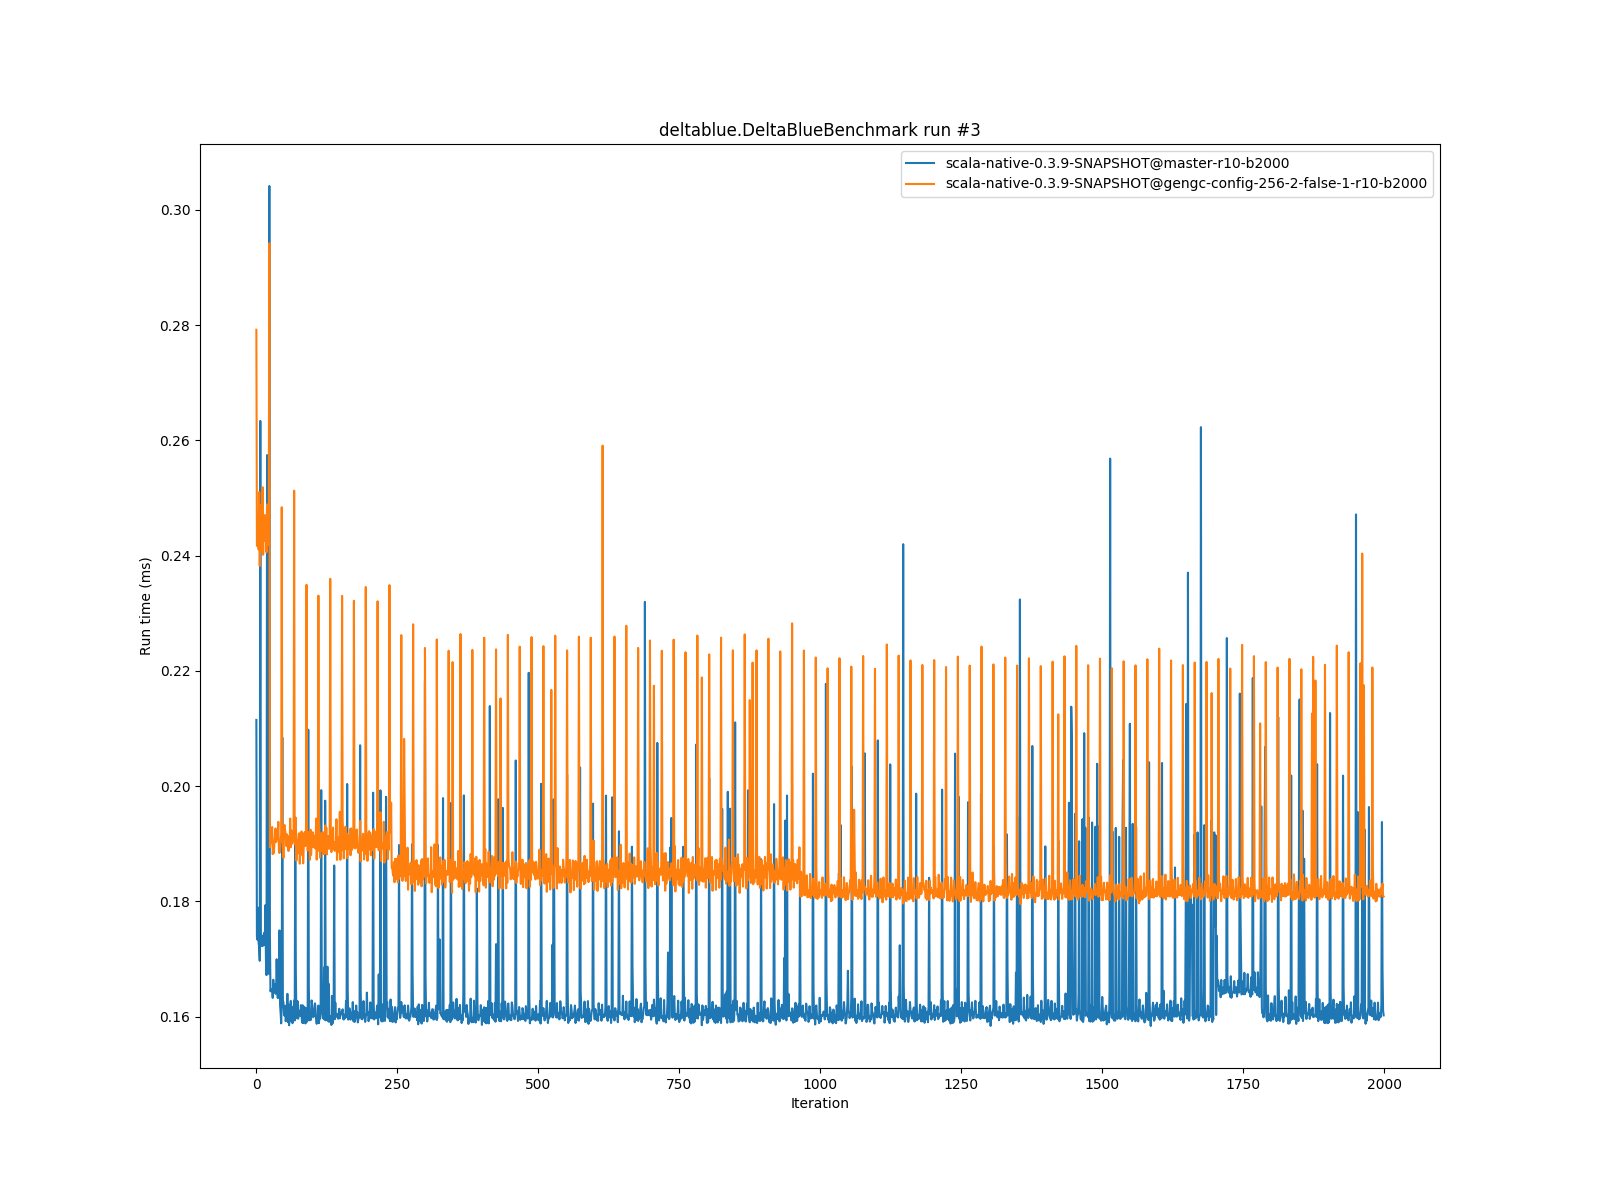 deltablue.DeltaBlueBenchmark run #3
scala-native-0.3.9-SNAPSHOT@master-r10-b2000
scala-native-0.3.9-SNAPSHOT@gengc-config-256-2-false-1-r10-b2000
Run time (ms)
0.30
0.28
0.26
0.24
0.22
0.20
0.18
0.16
0 250 500 750 1000 1250 1500 1750 2000
Iteration